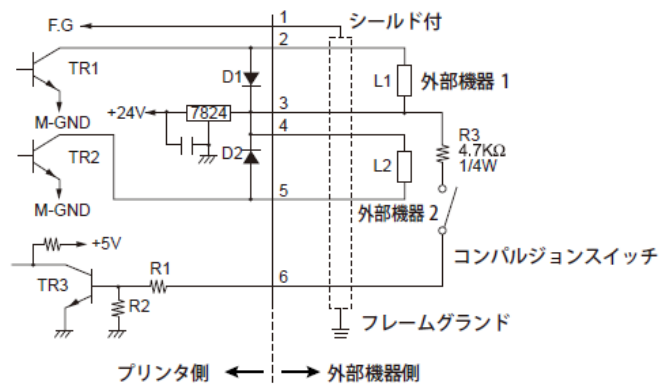 F.G
1
シールド付
2
TR1
D1
L1
外部機器 1
M-GND
+24V
7824
3
4
R3
4.7KΩ
1/4W
TR2
D2
L2
M-GND
5
外部機器 2
+5V
コンパルジョンスイッチ
TR3
R1
6
R2
フレームグランド
プリンタ側
外部機器側